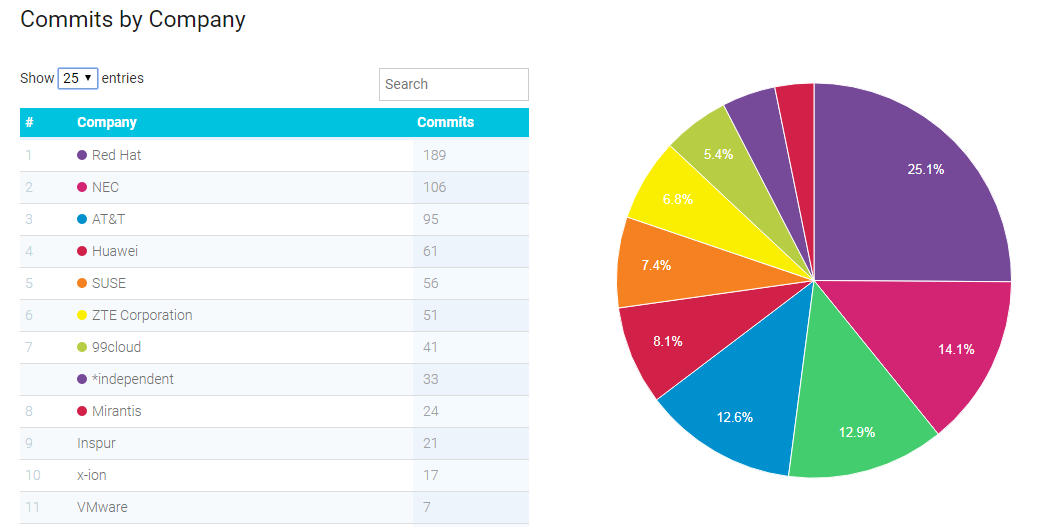 Commits by Company
Show 25 entries
Search
# Company Commits
1 Red Hat 189
2 NEC 106
3 AT&T 95
4 Huawei 61
5 SUSE 56
6 ZTE Corporation 51
7 99cloud 41
*independent 33
8 Mirantis 24
9 Inspur 21
10 x-ion 17
11 VMware 7
25.1%
14.1%
12.9%
12.6%
8.1%
7.4%
6.8%
5.4%